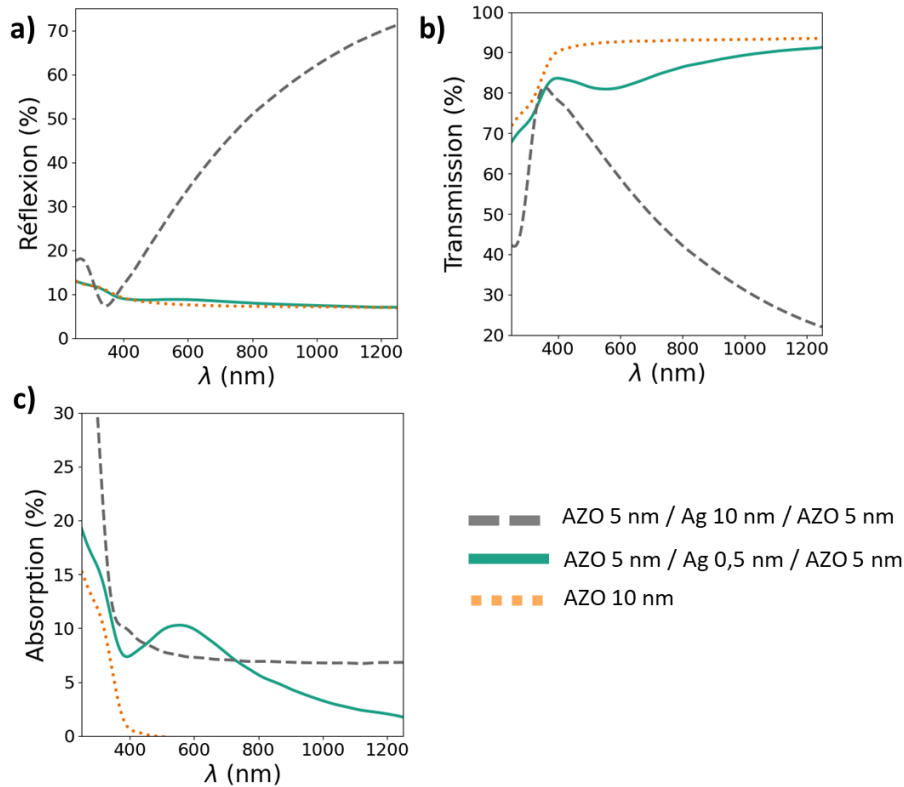 a)
Réflexion (%)
70
60
50
40
30
20
10
0
400 600 800 1000 1200
λ (nm)
b)
Transmission (%)
100
90
80
70
60
50
40
30
20
400 600 800 1000 1200
λ (nm)
c)
Absorption (%)
30
25
20
15
10
5
0
400 600 800 1000 1200
λ (nm)
AZO 5 nm / Ag 10 nm / AZO 5 nm
AZO 5 nm / Ag 0,5 nm / AZO 5 nm
AZO 10 nm